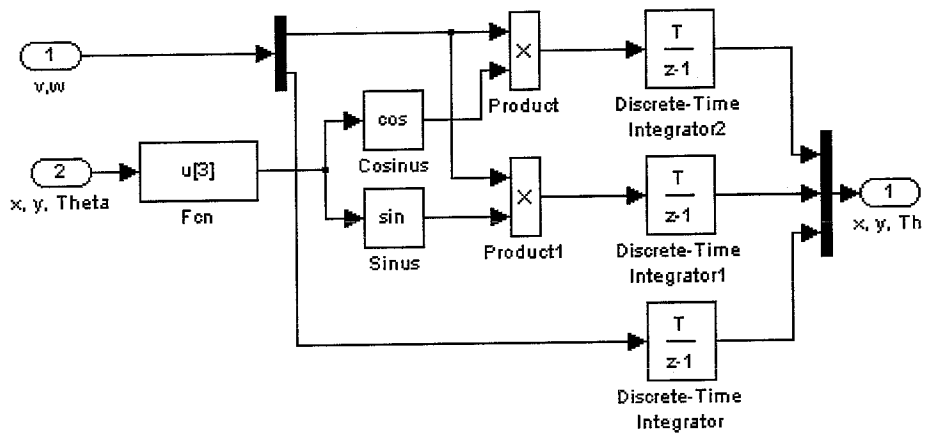 1
v,w
2
x, y, Theta
u[3]
Fcn
cos
Cosinus
sin
Sinus
×
Product
×
Product1
T
z-1
Discrete-Time
Integrator2
T
z-1
Discrete-Time
Integrator1
T
z-1
Discrete-Time
Integrator
1
x, y, Th